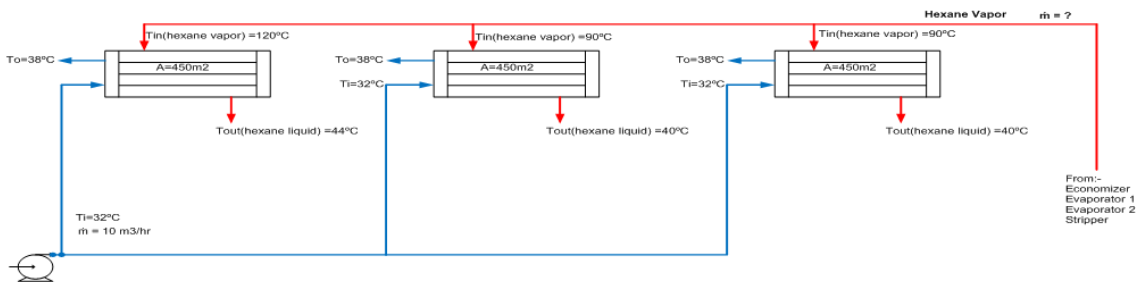 Hexane Vapor ṁ = ?
Tin(hexane vapor) =120ºC
Tin(hexane vapor) =90ºC
Tin(hexane vapor) =90ºC
To=38ºC
A=450m2
To=38ºC
A=450m2
To=38ºC
A=450m2
Ti=32ºC
Ti=32ºC
Tout(hexane liquid) =44ºC
Tout(hexane liquid) =40ºC
Tout(hexane liquid) =40ºC
From:-
Economizer
Evaporator 1
Evaporator 2
Stripper
Ti=32ºC
ṁ = 10 m3/hr